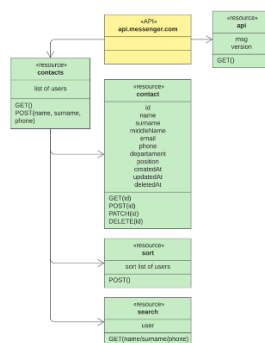 «API»
api.messenger.com
«resource»
api
msg
version
GET()
«resource»
contacts
list of users
GET()
POST(name, surname,
phone)
«resource»
contact
id
name
surname
middleName
email
phone
departament
position
createdAt
updatedAt
deletedAt
GET(id)
POST(id)
PATCH(id)
DELETE(id)
«resource»
sort
sort list of users
POST()
«resource»
search
user
GET(name/surname/phone)